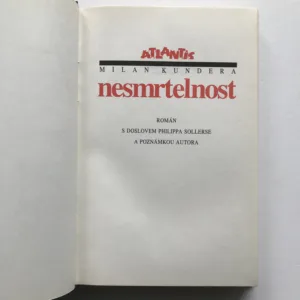 ATLANTIS
MILAN KUNDERA
nesmrtelnost
ROMÁN
S DOSLOVEM PHILIPPA SOLLERSE
A POZNÁMKOU AUTORA